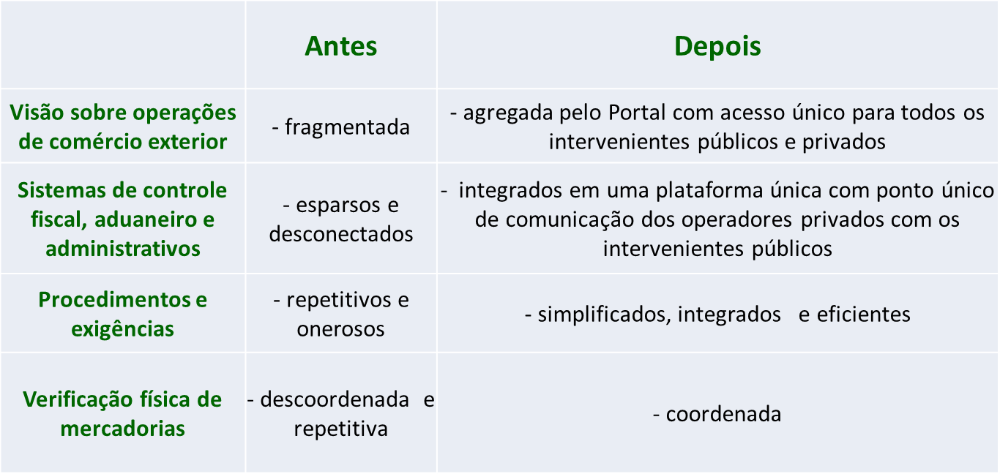 Antes
Depois
Visão sobre operações
de comércio exterior
- fragmentada
- agregada pelo Portal com acesso único para todos os
intervenientes públicos e privados
Sistemas de controle
fiscal, aduaneiro e
administrativos
- esparsos e
desconectados
- integrados em uma plataforma única com ponto único
de comunicação dos operadores privados com os
intervenientes públicos
Procedimentos e
exigências
- repetitivos e
onerosos
- simplificados, integrados e eficientes
Verificação física de
mercadorias
- descoordenada e
repetitiva
- coordenada